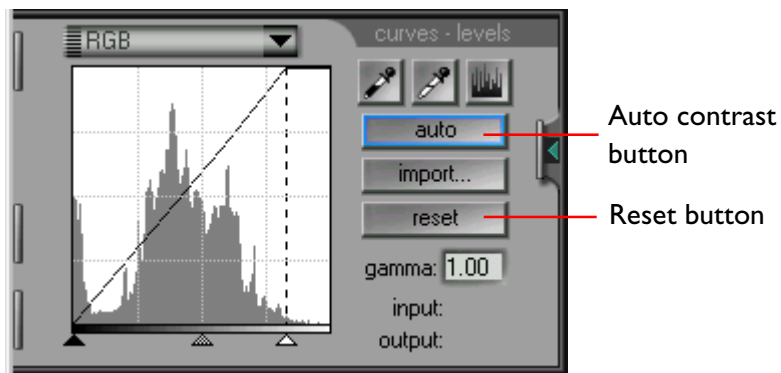 RGB
curves - levels
auto
import...
reset
gamma: 1.00
input:
output:
Auto contrast
button
Reset button